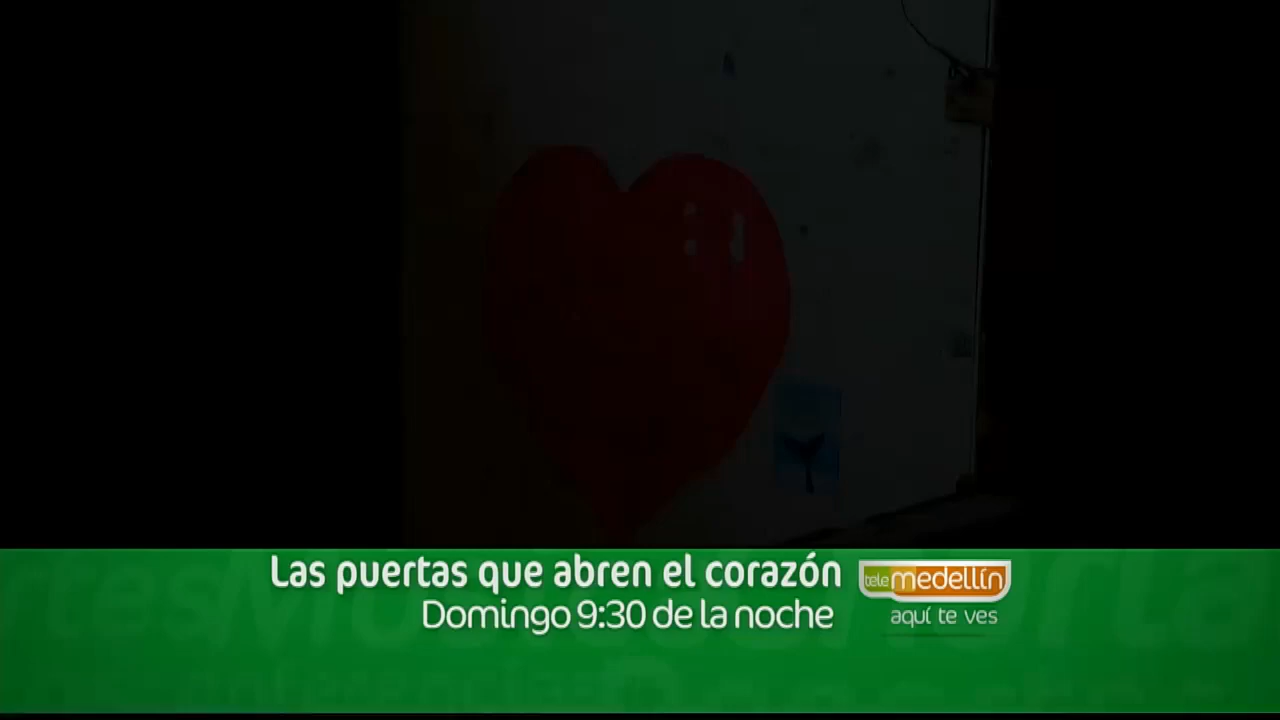 Las puertas que abren el corazón
Domingo 9:30 de la noche
tele medellín
aquí te ves